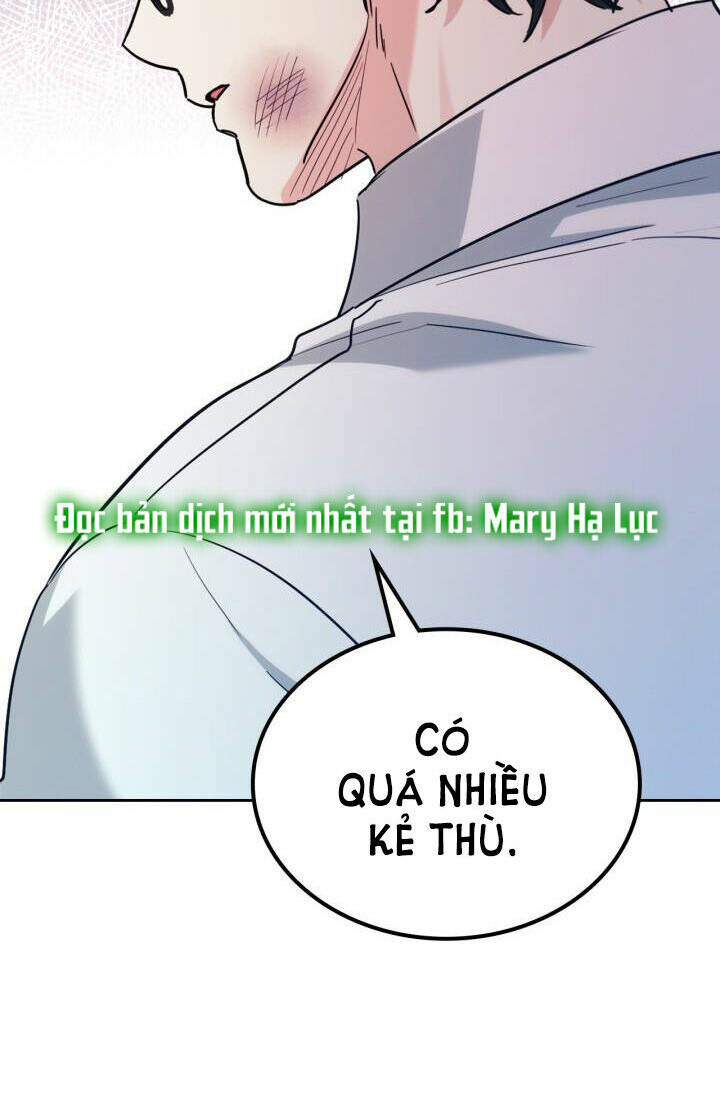 Đọc bản dịch mới nhất tại fb: Mary Hạ Lục
CÓ
QUÁ NHIỀU
KẺ THÙ.